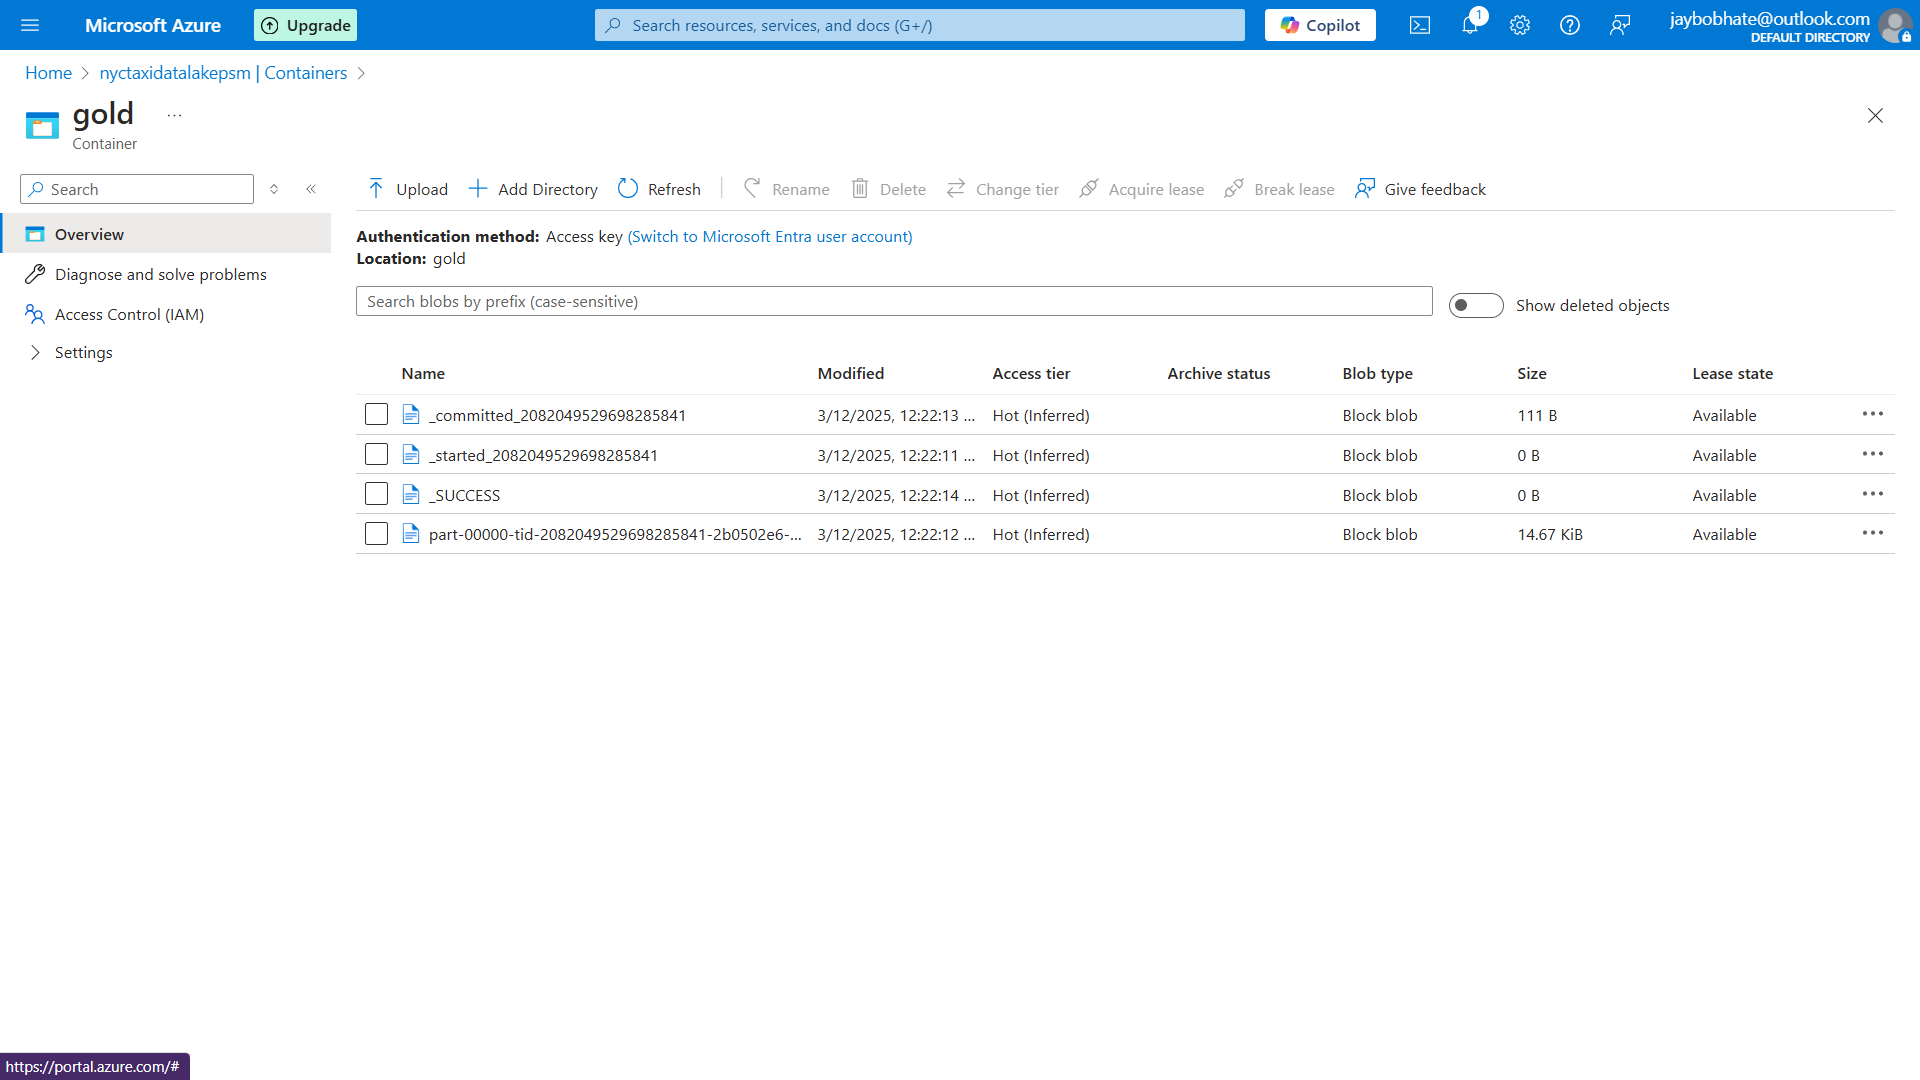 Microsoft Azure
Upgrade
Search resources, services, and docs (G+/)
Copilot
1
jaybobhate@outlook.com
DEFAULT DIRECTORY
Home > nyctaxidatalakepsm | Containers >
gold ...
Container
Search
Overview
Diagnose and solve problems
Access Control (IAM)
Settings
Upload Add Directory Refresh Rename Delete Change tier Acquire lease Break lease Give feedback
Authentication method: Access key (Switch to Microsoft Entra user account)
Location: gold
Search blobs by prefix (case-sensitive)
Show deleted objects
Name Modified Access tier Archive status Blob type Size Lease state
_committed_2082049529698285841 3/12/2025, 12:22:13 ... Hot (Inferred) Block blob 111 B Available ...
_started_2082049529698285841 3/12/2025, 12:22:11 ... Hot (Inferred) Block blob 0 B Available ...
_SUCCESS 3/12/2025, 12:22:14 ... Hot (Inferred) Block blob 0 B Available ...
part-00000-tid-2082049529698285841-2b0502e6-... 3/12/2025, 12:22:12 ... Hot (Inferred) Block blob 14.67 KiB Available ...
https://portal.azure.com/#